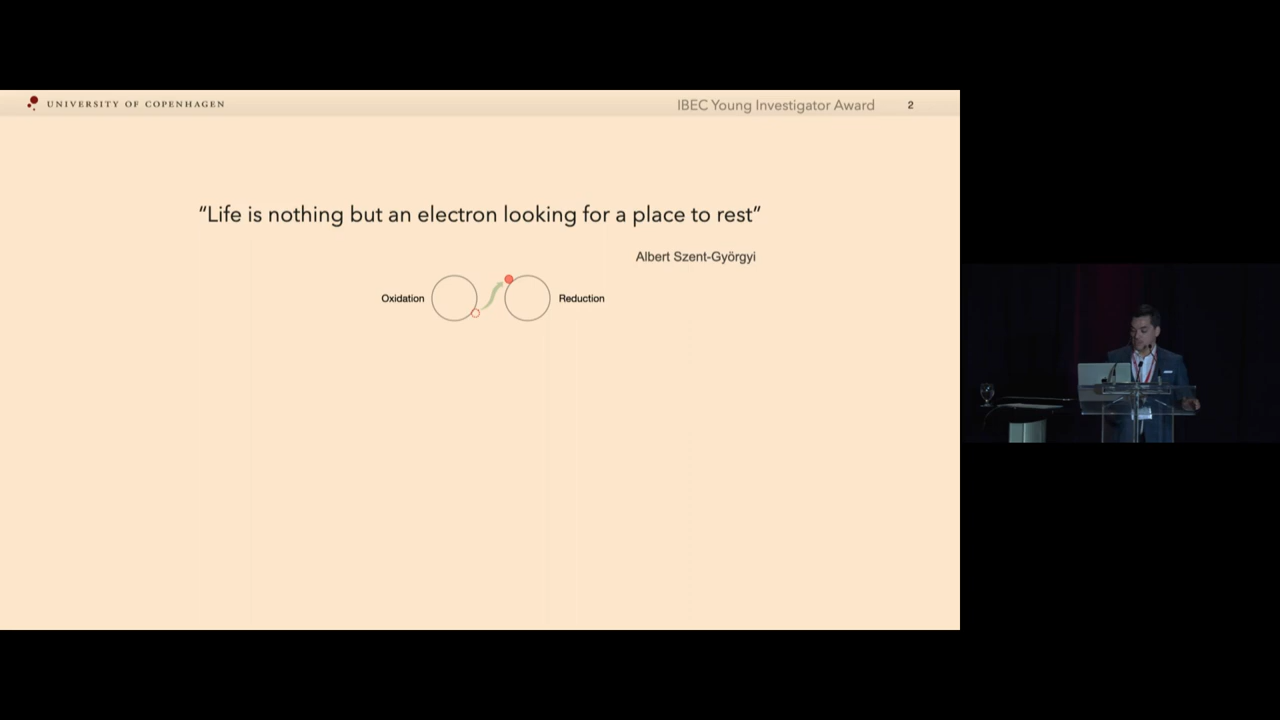 UNIVERSITY OF COPENHAGEN
IBEC Young Investigator Award 2
“Life is nothing but an electron looking for a place to rest”
Albert Szent-Györgyi
Oxidation
Reduction